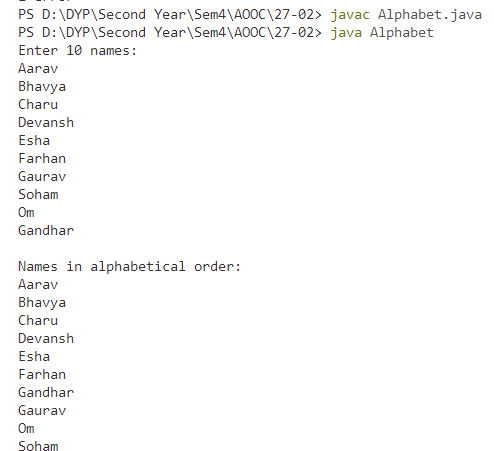 PS D:\DYP\Second Year\Sem4\AOOC\27-02> javac Alphabet.java
PS D:\DYP\Second Year\Sem4\AOOC\27-02> java Alphabet
Enter 10 names:
Aarav
Bhavya
Charu
Devansh
Esha
Farhan
Gaurav
Soham
Om
Gandhar
Names in alphabetical order:
Aarav
Bhavya
Charu
Devansh
Esha
Farhan
Gandhar
Gaurav
Om
Soham